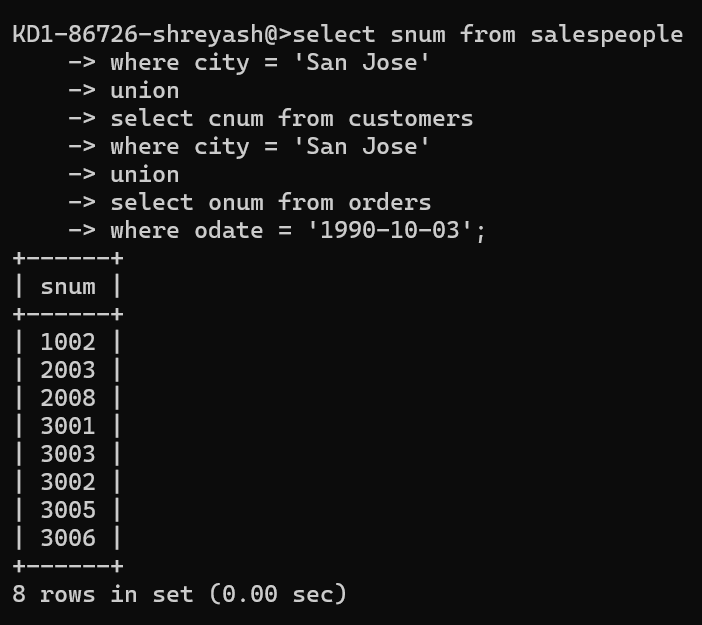 KD1-86726-shreyash@>select snum from salespeople
    -> where city = 'San Jose'
    -> union
    -> select cnum from customers
    -> where city = 'San Jose'
    -> union
    -> select onum from orders
    -> where odate = '1990-10-03';
+------+
| snum |
+------+
| 1002 |
| 2003 |
| 2008 |
| 3001 |
| 3003 |
| 3002 |
| 3005 |
| 3006 |
+------+
8 rows in set (0.00 sec)